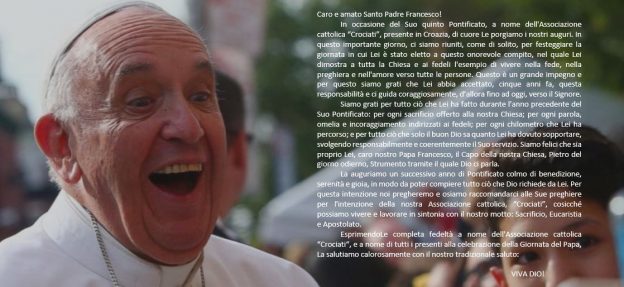 Caro e amato Santo Padre Francesco!
In occasione del Suo quinto Pontificato, a nome dell'Associazione
cattolica "Crociati", presente in Croazia, di cuore Le porgiamo i nostri auguri. In
questo importante giorno, ci siamo riuniti, come di solito, per festeggiare la
giornata in cui Lei è stato eletto a questo onorevole compito, nel quale Lei
dimostra a tutta la Chiesa e ai fedeli l'esempio di vivere nella fede, nella
preghiera e nell'amore verso tutte le persone. Questo è un grande impegno e
per questo siamo grati che Lei abbia accettato, cinque anni fa, questa
responsabilità e ci guida coraggiosamente, d'allora fino ad oggi, verso il Signore.
Siamo grati per tutto ciò che Lei ha fatto durante l'anno precedente del
Suo Pontificato: per ogni sacrificio offerto alla nostra Chiesa; per ogni parola,
omelia e incoraggiamento indirizzati ai fedeli; per ogni chilometro che Lei ha
percorso; e per tutto ciò che solo il buon Dio sa quanto Lei ha dovuto sopportare,
svolgendo responsabilmente e coerentemente il Suo servizio. Siamo felici che sia
proprio Lei, caro nostro Papa Francesco, il Capo della nostra Chiesa, Pietro del
giorno odierno, Strumento tramite il quale Dio ci parla.
La auguriamo un successivo anno di Pontificato colmo di benedizione,
serenità e gioia, in modo da poter compiere tutto ciò che Dio richiede da Lei. Per
questa intenzione noi pregheremo e osiamo raccomandarci alle Sue preghiere
per l'intenzione della nostra Associazione cattolica, "Crociati", cosicché
possiamo vivere e lavorare in sintonia con il nostro motto: Sacrificio, Eucaristia
e Apostolato.
EsprimendoLe completa fedeltà a nome dell'Associazione cattolica
"Crociati", e a nome di tutti i presenti alla celebrazione della Giornata del Papa,
La salutiamo calorosamente con il nostro tradizionale saluto:
VIVA DIO!